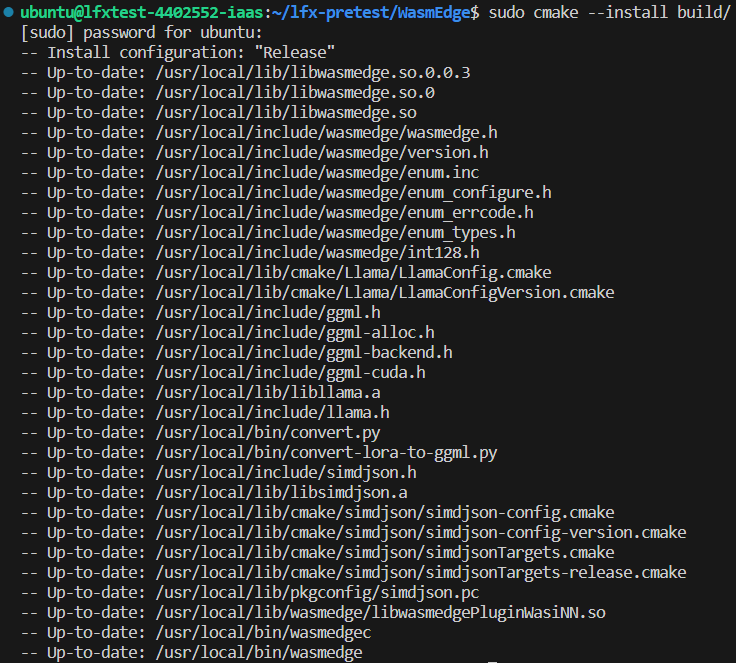 ubuntu@lfxtest-4402552-iaas:~/lfx-pretest/WasmEdge$ sudo cmake --install build/
[sudo] password for ubuntu:
-- Install configuration: "Release"
-- Up-to-date: /usr/local/lib/libwasmedge.so.0.0.3
-- Up-to-date: /usr/local/lib/libwasmedge.so.0
-- Up-to-date: /usr/local/lib/libwasmedge.so
-- Up-to-date: /usr/local/include/wasmedge/wasmedge.h
-- Up-to-date: /usr/local/include/wasmedge/version.h
-- Up-to-date: /usr/local/include/wasmedge/enum.inc
-- Up-to-date: /usr/local/include/wasmedge/enum_configure.h
-- Up-to-date: /usr/local/include/wasmedge/enum_errcode.h
-- Up-to-date: /usr/local/include/wasmedge/enum_types.h
-- Up-to-date: /usr/local/include/wasmedge/int128.h
-- Up-to-date: /usr/local/lib/cmake/Llama/LlamaConfig.cmake
-- Up-to-date: /usr/local/lib/cmake/Llama/LlamaConfigVersion.cmake
-- Up-to-date: /usr/local/include/ggml.h
-- Up-to-date: /usr/local/include/ggml-alloc.h
-- Up-to-date: /usr/local/include/ggml-backend.h
-- Up-to-date: /usr/local/include/ggml-cuda.h
-- Up-to-date: /usr/local/lib/libllama.a
-- Up-to-date: /usr/local/include/llama.h
-- Up-to-date: /usr/local/bin/convert.py
-- Up-to-date: /usr/local/bin/convert-lora-to-ggml.py
-- Up-to-date: /usr/local/include/simdjson.h
-- Up-to-date: /usr/local/lib/libsimdjson.a
-- Up-to-date: /usr/local/lib/cmake/simdjson/simdjson-config.cmake
-- Up-to-date: /usr/local/lib/cmake/simdjson/simdjson-config-version.cmake
-- Up-to-date: /usr/local/lib/cmake/simdjson/simdjsonTargets.cmake
-- Up-to-date: /usr/local/lib/cmake/simdjson/simdjsonTargets-release.cmake
-- Up-to-date: /usr/local/lib/pkgconfig/simdjson.pc
-- Up-to-date: /usr/local/lib/wasmedge/libwasmedgePluginWasiNN.so
-- Up-to-date: /usr/local/bin/wasmedgec
-- Up-to-date: /usr/local/bin/wasmedge